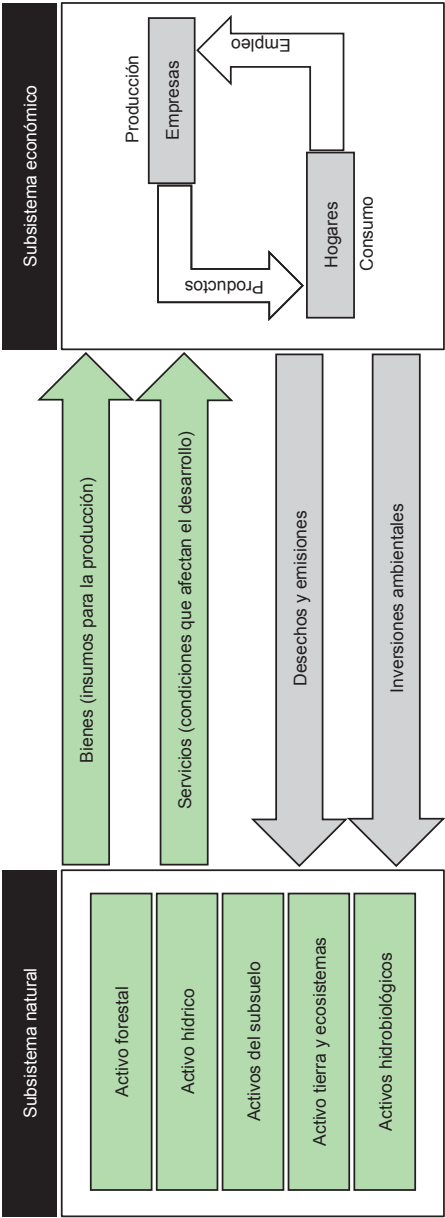 Subsistema natural
Activo forestal
Activo hídrico
Activos del subsuelo
Activo tierra y ecosistemas
Activos hidrobiológicos
Bienes (insumos para la producción)
Servicios (condiciones que afectan el desarrollo)
Desechos y emisiones
Inversiones ambientales
Subsistema económico
Producción
Empresas
Productos
Empleo
Hogares
Consumo